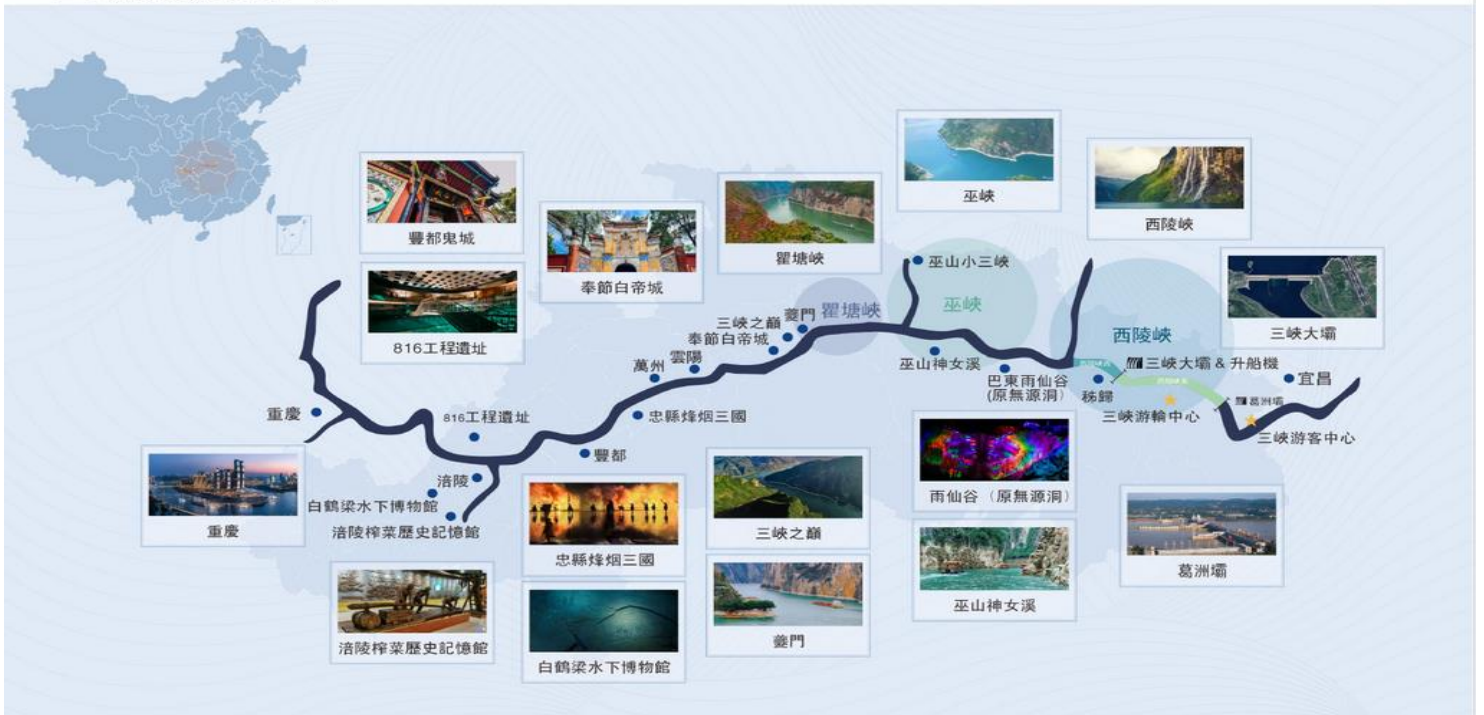 豐都鬼城
816工程遺址
奉節白帝城
瞿塘峽
巫峽
西陵峽
三峽大壩
瞿塘峽
巫山小三峽
巫峽
西陵峽
三峽之巔
夔門
奉節白帝城
雲陽
萬州
巫山神女溪
巴東雨仙谷
(原無源洞)
秭歸
三峽大壩 & 升船機
宜昌
葛洲壩
三峽游輪中心
三峽游客中心
重慶
816工程遺址
忠縣烽烟三國
豐都
涪陵
白鶴梁水下博物館
涪陵榨菜歷史記憶館
重慶
忠縣烽烟三國
三峽之巔
雨仙谷（原無源洞）
葛洲壩
涪陵榨菜歷史記憶館
白鶴梁水下博物館
夔門
巫山神女溪